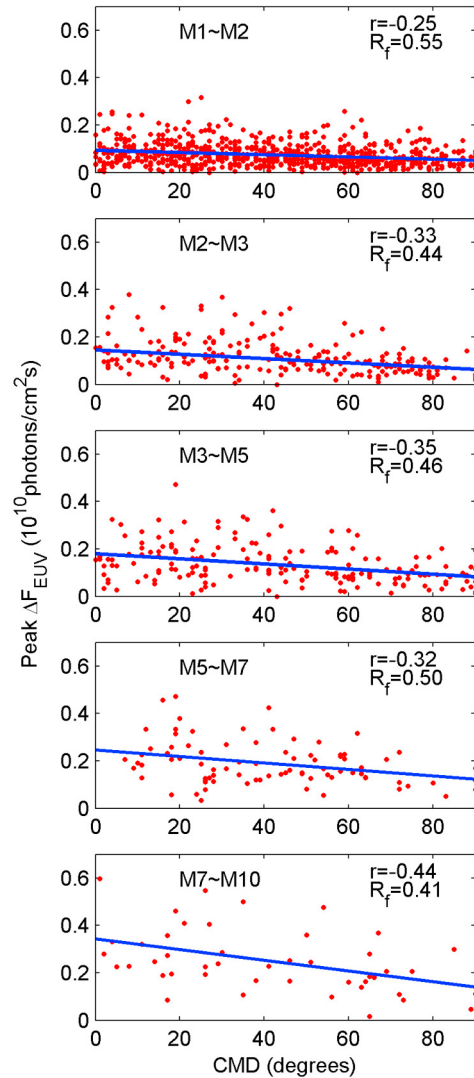 M1~M2
r=-0.25
R_f=0.55
0.6
0.4
0.2
0
0 20 40 60 80
M2~M3
r=-0.33
R_f=0.44
0.6
0.4
0.2
0
0 20 40 60 80
M3~M5
r=-0.35
R_f=0.46
0.6
0.4
0.2
0
0 20 40 60 80
Peak ΔF_EUV (10^10photons/cm^2s)
M5~M7
r=-0.32
R_f=0.50
0.6
0.4
0.2
0
0 20 40 60 80
M7~M10
r=-0.44
R_f=0.41
0.6
0.4
0.2
0
0 20 40 60 80
CMD (degrees)